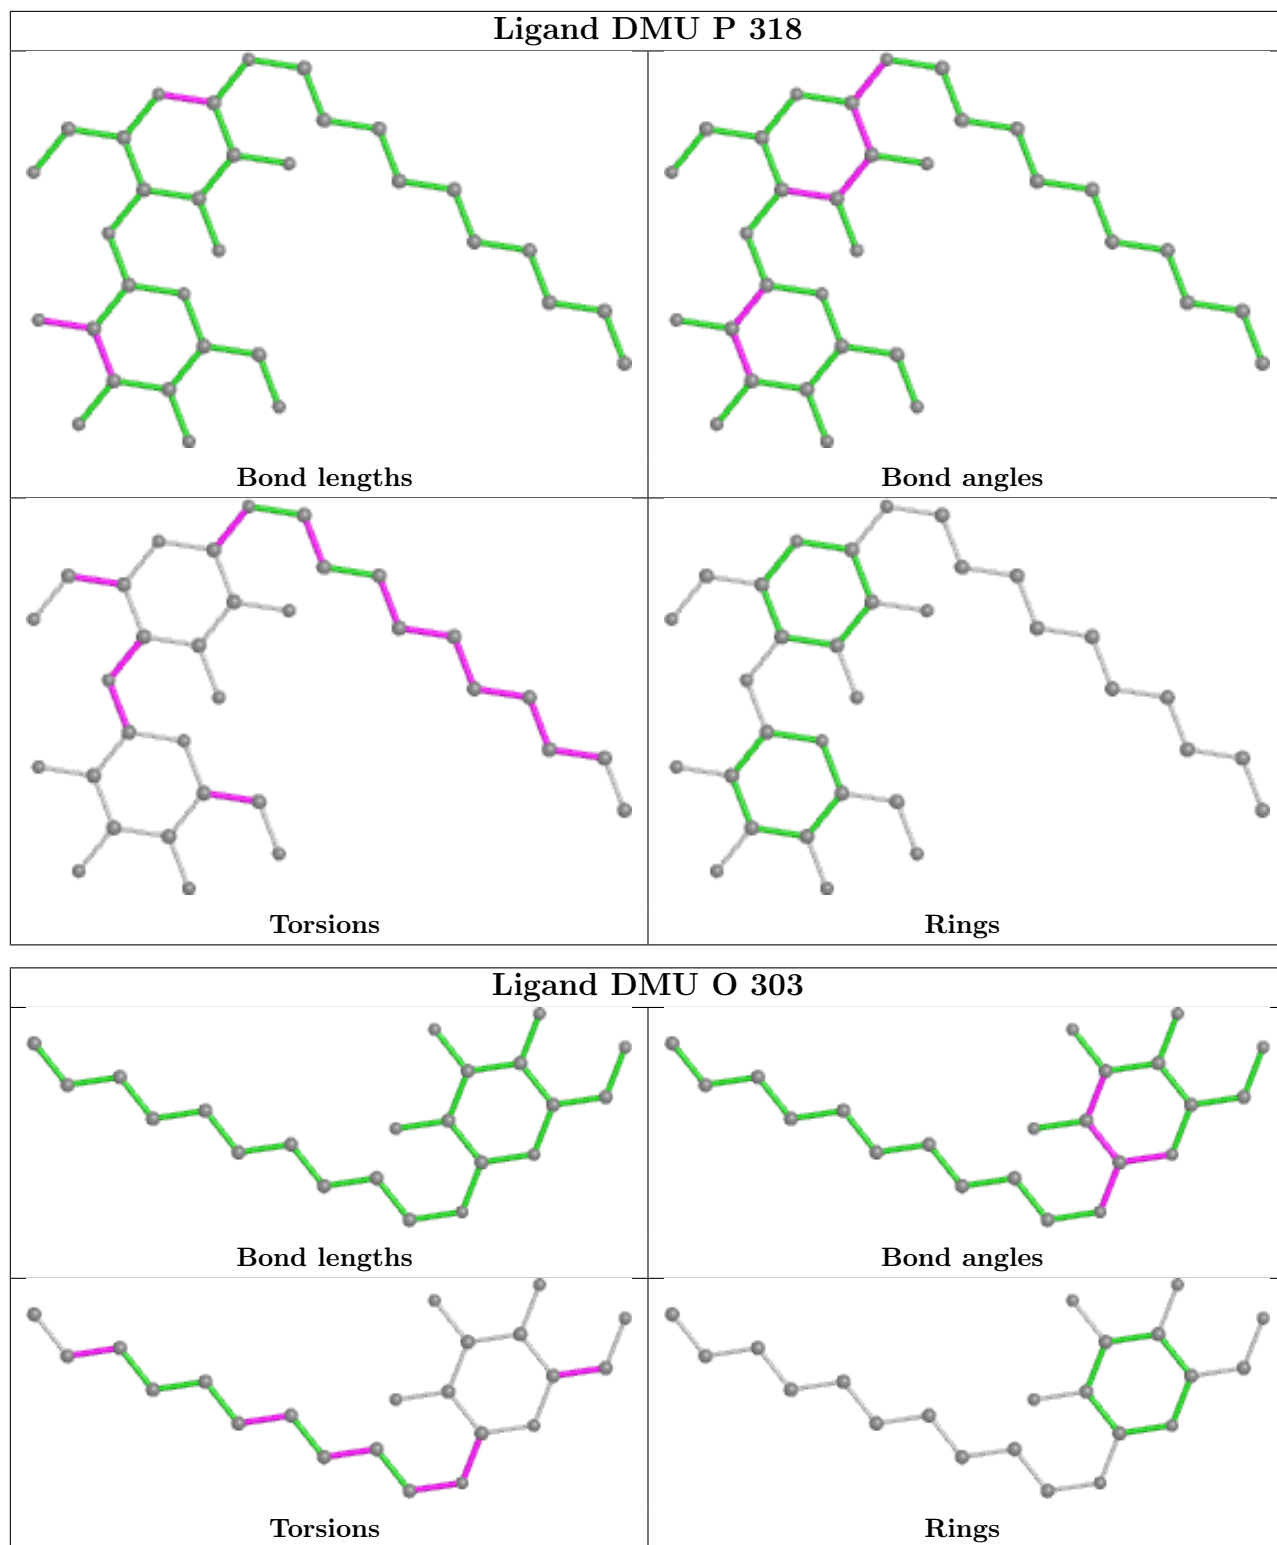 Ligand DMU P 318
Bond lengths
Bond angles
Torsions
Rings
Ligand DMU O 303
Bond lengths
Bond angles
Torsions
Rings